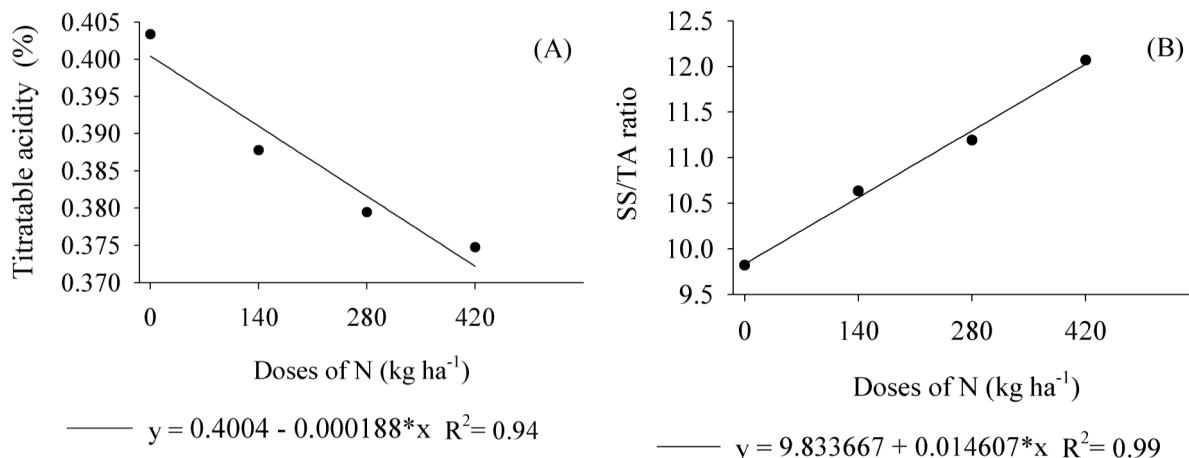 0.405
0.400
0.395
0.390
0.385
0.380
0.375
0.370
Titratable acidity (%)
(A)
0 140 280 420
Doses of N (kg ha⁻¹)
y = 0.4004 - 0.000188*x R²= 0.94
12.5
12.0
11.5
11.0
10.5
10.0
9.5
SS/TA ratio
(B)
0 140 280 420
Doses of N (kg ha⁻¹)
y = 9.833667 + 0.014607*x R²= 0.99